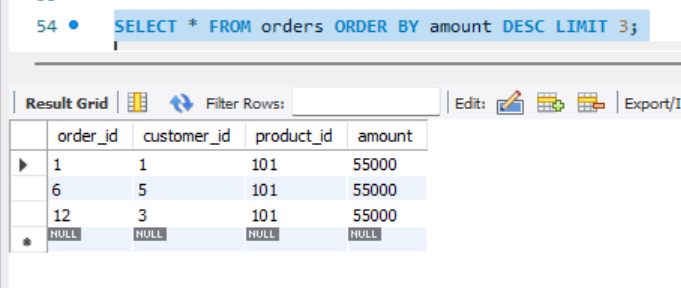 54 SELECT * FROM orders ORDER BY amount DESC LIMIT 3;
Result Grid Filter Rows: Edit: Export/I
order_id customer_id product_id amount
1 1 101 55000
6 5 101 55000
12 3 101 55000
NULL NULL NULL NULL